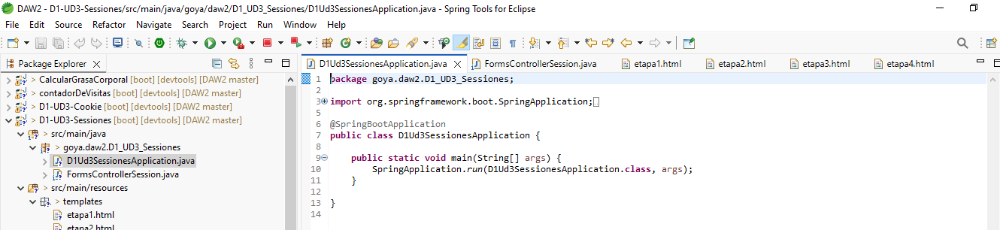 DAW2 - D1-UD3-Sessiones/src/main/java/goya/daw2/D1_UD3_Sessiones/D1Ud3SessionesApplication.java - Spring Tools for Eclipse
File Edit Source Refactor Navigate Search Project Run Window Help
Package Explorer
CalcularGrasaCorporal [boot] [devtools] [DAW2 master]
contadorDeVisitas [boot] [devtools] [DAW2 master]
D1-UD3-Cookie [boot] [devtools] [DAW2 master]
D1-UD3-Sessiones [boot] [devtools] [DAW2 master]
src/main/java
goya.daw2.D1_UD3_Sessiones
D1Ud3SessionesApplication.java
FormsControllerSession.java
src/main/resources
templates
etapa1.html
etapa2.html
D1Ud3SessionesApplication.java FormsControllerSession.java etapa1.html etapa2.html etapa3.html etapa4.html
1 package goya.daw2.D1_UD3_Sessiones;
2
3 import org.springframework.boot.SpringApplication;
5
6 @SpringBootApplication
7 public class D1Ud3SessionesApplication {
8
9 public static void main(String[] args) {
10 SpringApplication.run(D1Ud3SessionesApplication.class, args);
11 }
12
13 }
14